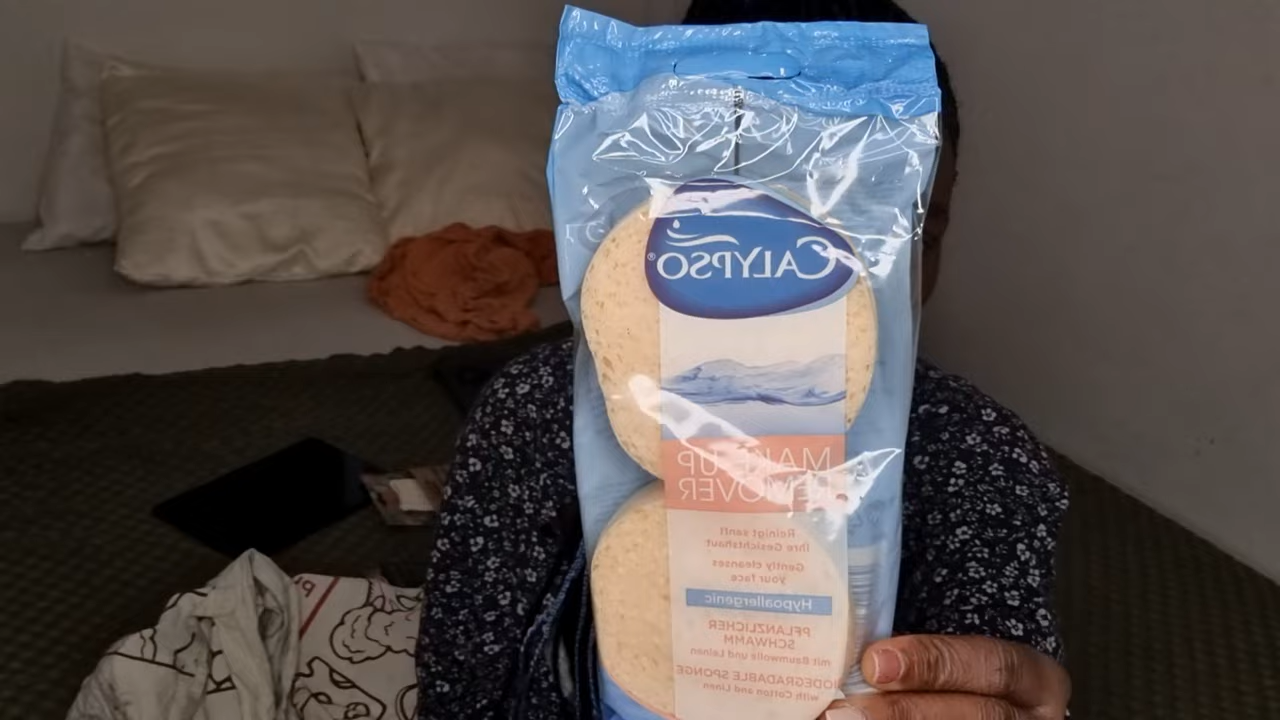 CALYPSO®
MAKE-UP
REMOVER
Reinigt sanft
Ihre Gesichtshaut
Gently cleanses
your face.
Hypoallergenic
PFLANZLICHER
SCHWAMM
mit Baumwolle und Leinen
BIODEGRADABLE SPONGE
with Cotton and Linen